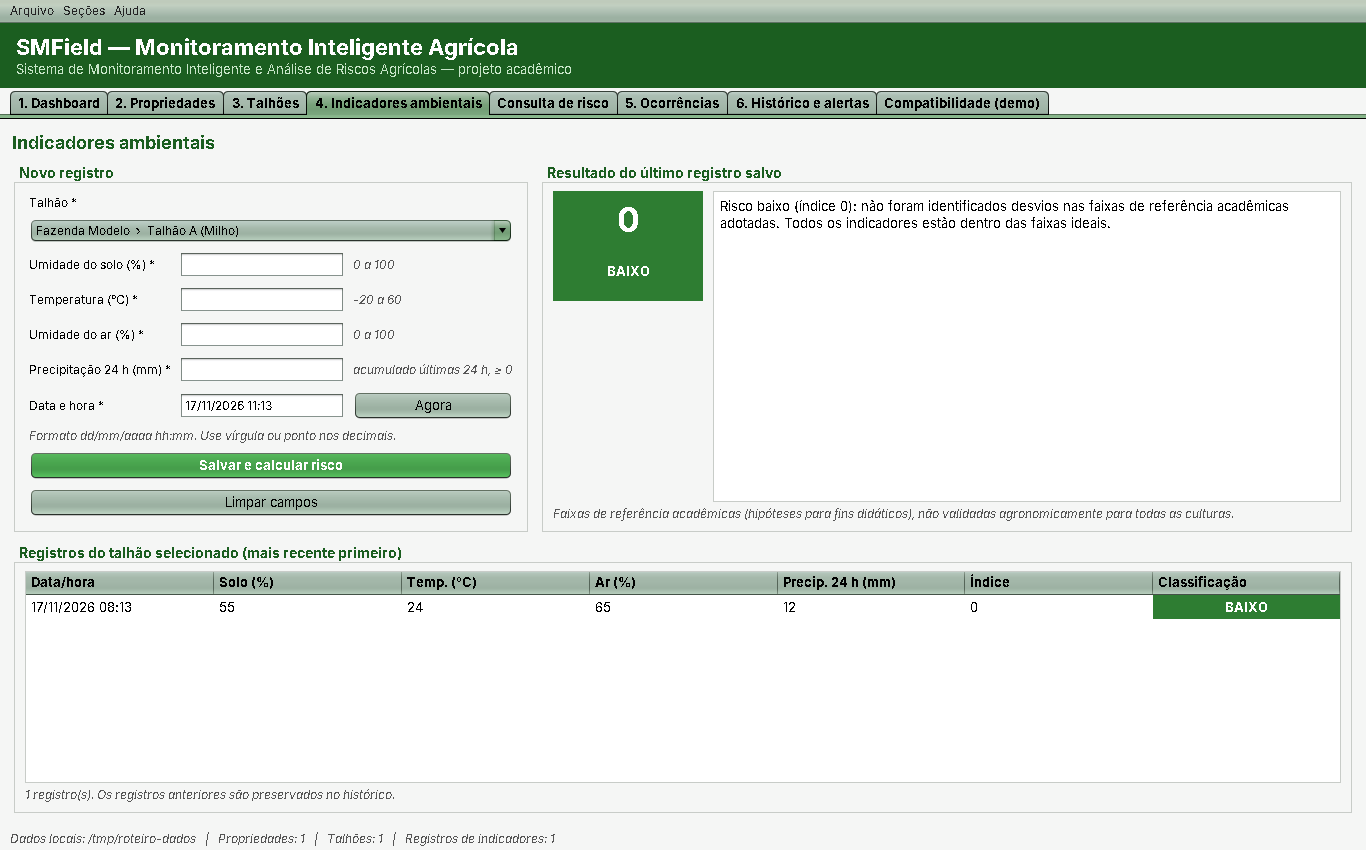 Arquivo Seções Ajuda
SMField — Monitoramento Inteligente Agrícola
Sistema de Monitoramento Inteligente e Análise de Riscos Agrícolas — projeto acadêmico
1. Dashboard 2. Propriedades 3. Talhões 4. Indicadores ambientais Consulta de risco 5. Ocorrências 6. Histórico e alertas Compatibilidade (demo)
Indicadores ambientais
Novo registro
Talhão *
Fazenda Modelo › Talhão A (Milho)
Umidade do solo (%) * 0 a 100
Temperatura (°C) * -20 a 60
Umidade do ar (%) * 0 a 100
Precipitação 24 h (mm) * acumulado últimas 24 h, ≥ 0
Data e hora * 17/11/2026 11:13 Agora
Formato dd/mm/aaaa hh:mm. Use vírgula ou ponto nos decimais.
Salvar e calcular risco
Limpar campos
Resultado do último registro salvo
0
BAIXO
Risco baixo (índice 0): não foram identificados desvios nas faixas de referência acadêmicas
adotadas. Todos os indicadores estão dentro das faixas ideais.
Faixas de referência acadêmicas (hipóteses para fins didáticos), não validadas agronomicamente para todas as culturas.
Registros do talhão selecionado (mais recente primeiro)
Data/hora Solo (%) Temp. (°C) Ar (%) Precip. 24 h (mm) Índice Classificação
17/11/2026 08:13 55 24 65 12 0 BAIXO
1 registro(s). Os registros anteriores são preservados no histórico.
Dados locais: /tmp/roteiro-dados | Propriedades: 1 | Talhões: 1 | Registros de indicadores: 1